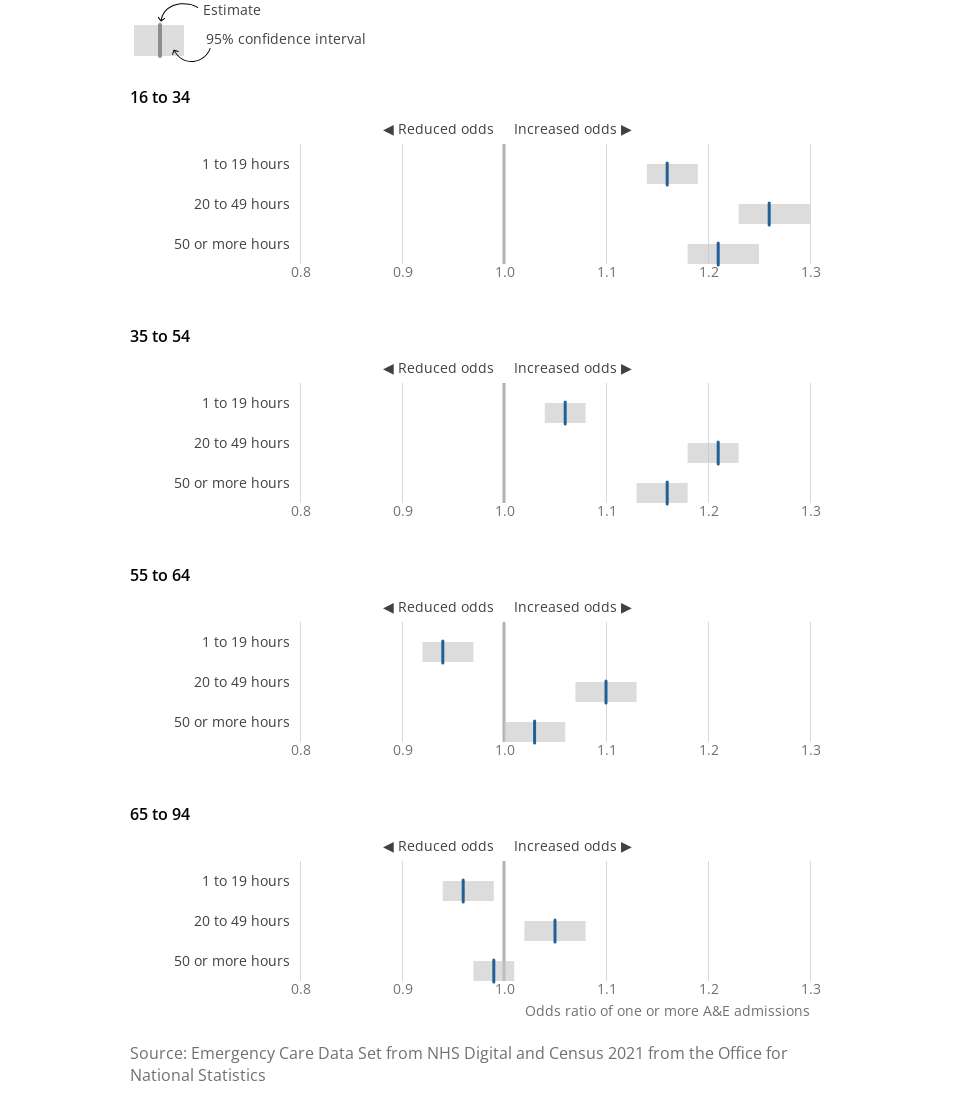 Estimate
95% confidence interval
16 to 34
◀ Reduced odds Increased odds ▶
1 to 19 hours
20 to 49 hours
50 or more hours
0.8 0.9 1.0 1.1 1.2 1.3
35 to 54
◀ Reduced odds Increased odds ▶
1 to 19 hours
20 to 49 hours
50 or more hours
0.8 0.9 1.0 1.1 1.2 1.3
55 to 64
◀ Reduced odds Increased odds ▶
1 to 19 hours
20 to 49 hours
50 or more hours
0.8 0.9 1.0 1.1 1.2 1.3
65 to 94
◀ Reduced odds Increased odds ▶
1 to 19 hours
20 to 49 hours
50 or more hours
0.8 0.9 1.0 1.1 1.2 1.3
Odds ratio of one or more A&E admissions
Source: Emergency Care Data Set from NHS Digital and Census 2021 from the Office for
National Statistics